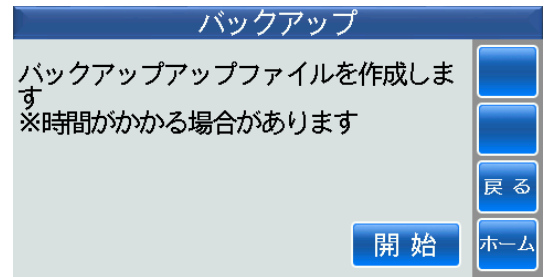 バックアップ
バックアップアップファイルを作成しま
す
※時間がかかる場合があります
戻る
開始
ホーム